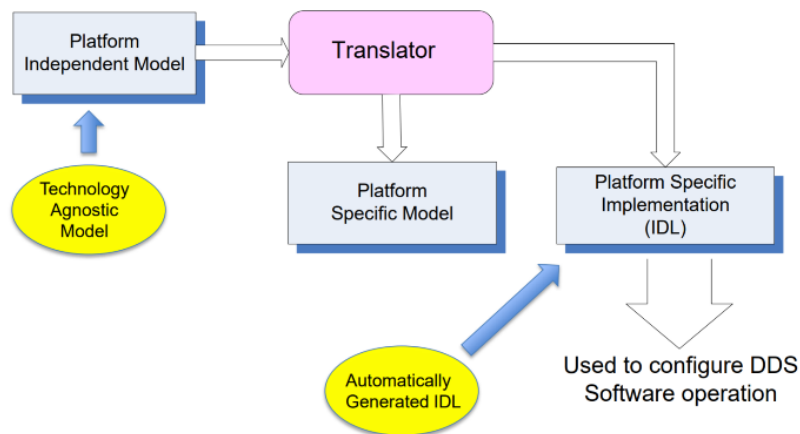 Platform
Independent Model
Translator
Technology
Agnostic
Model
Platform
Specific Model
Platform Specific
Implementation
(IDL)
Automatically
Generated IDL
Used to configure DDS
Software operation